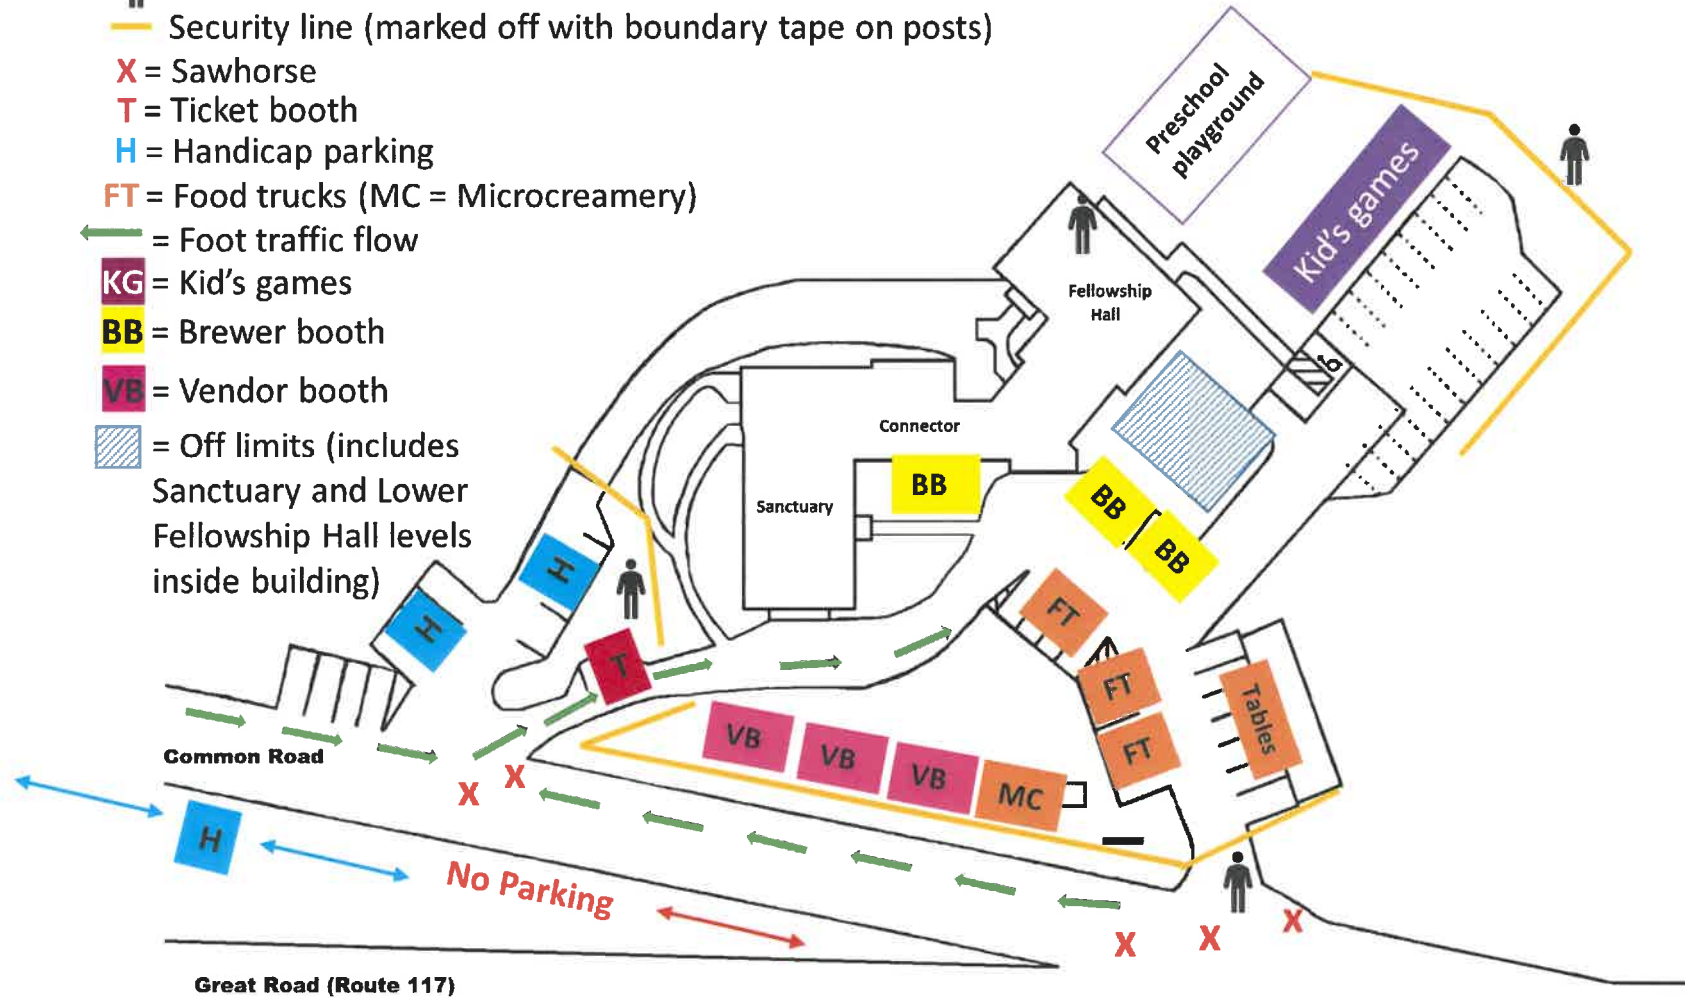 Security line (marked off with boundary tape on posts)
X = Sawhorse
T = Ticket booth
H = Handicap parking
FT = Food trucks (MC = Microcreamery)
= Foot traffic flow
KG = Kid's games
BB = Brewer booth
VB = Vendor booth
= Off limits (includes
Sanctuary and Lower
Fellowship Hall levels
inside building)
Preschool
playground
Kid's games
Fellowship
Hall
Connector
Sanctuary
BB
BB
BB
H
H
T
FT
FT
FT
Tables
VB
VB
VB
MC
Common Road
X
X
H
No Parking
X
X
X
Great Road (Route 117)